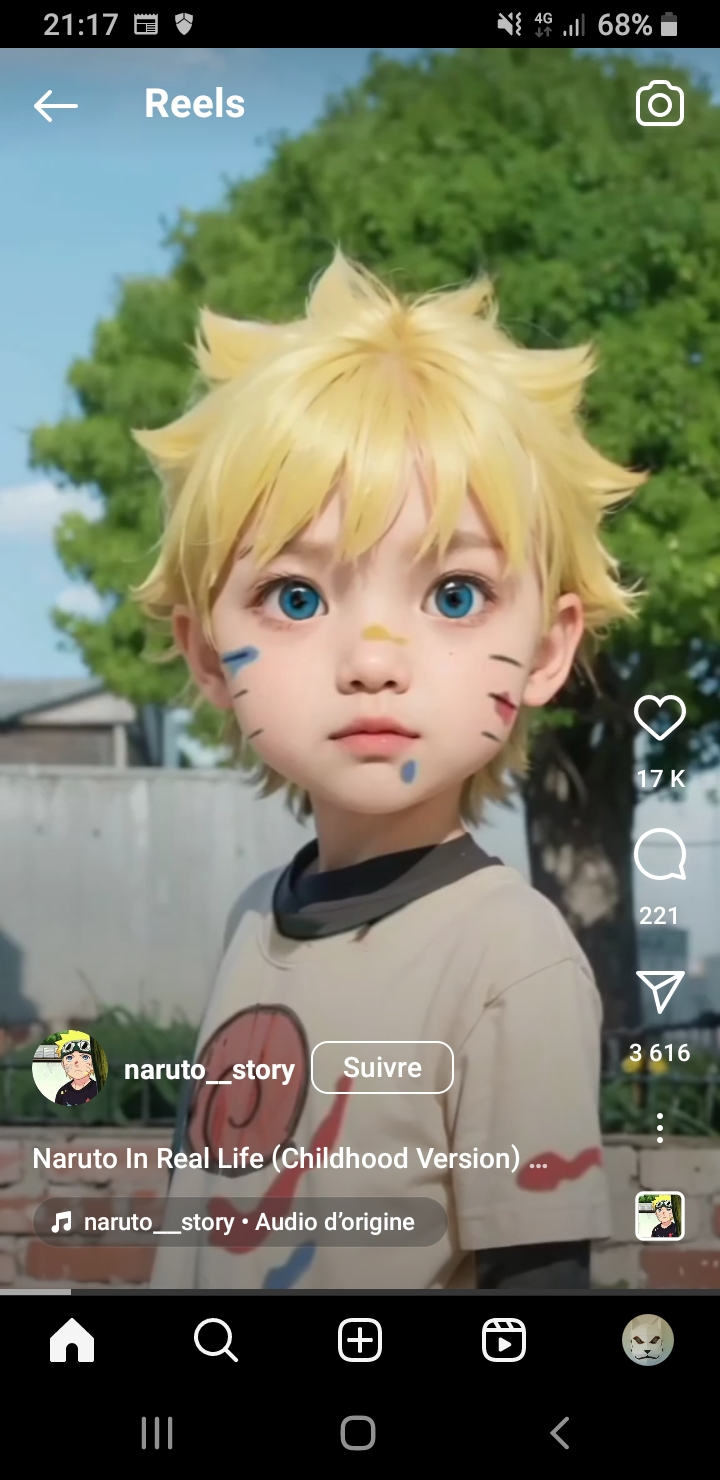 21:17 4G 68%
Reels
17 K
221
naruto__story Suivre
3 616
Naruto In Real Life (Childhood Version) ...
naruto__story • Audio d’origine